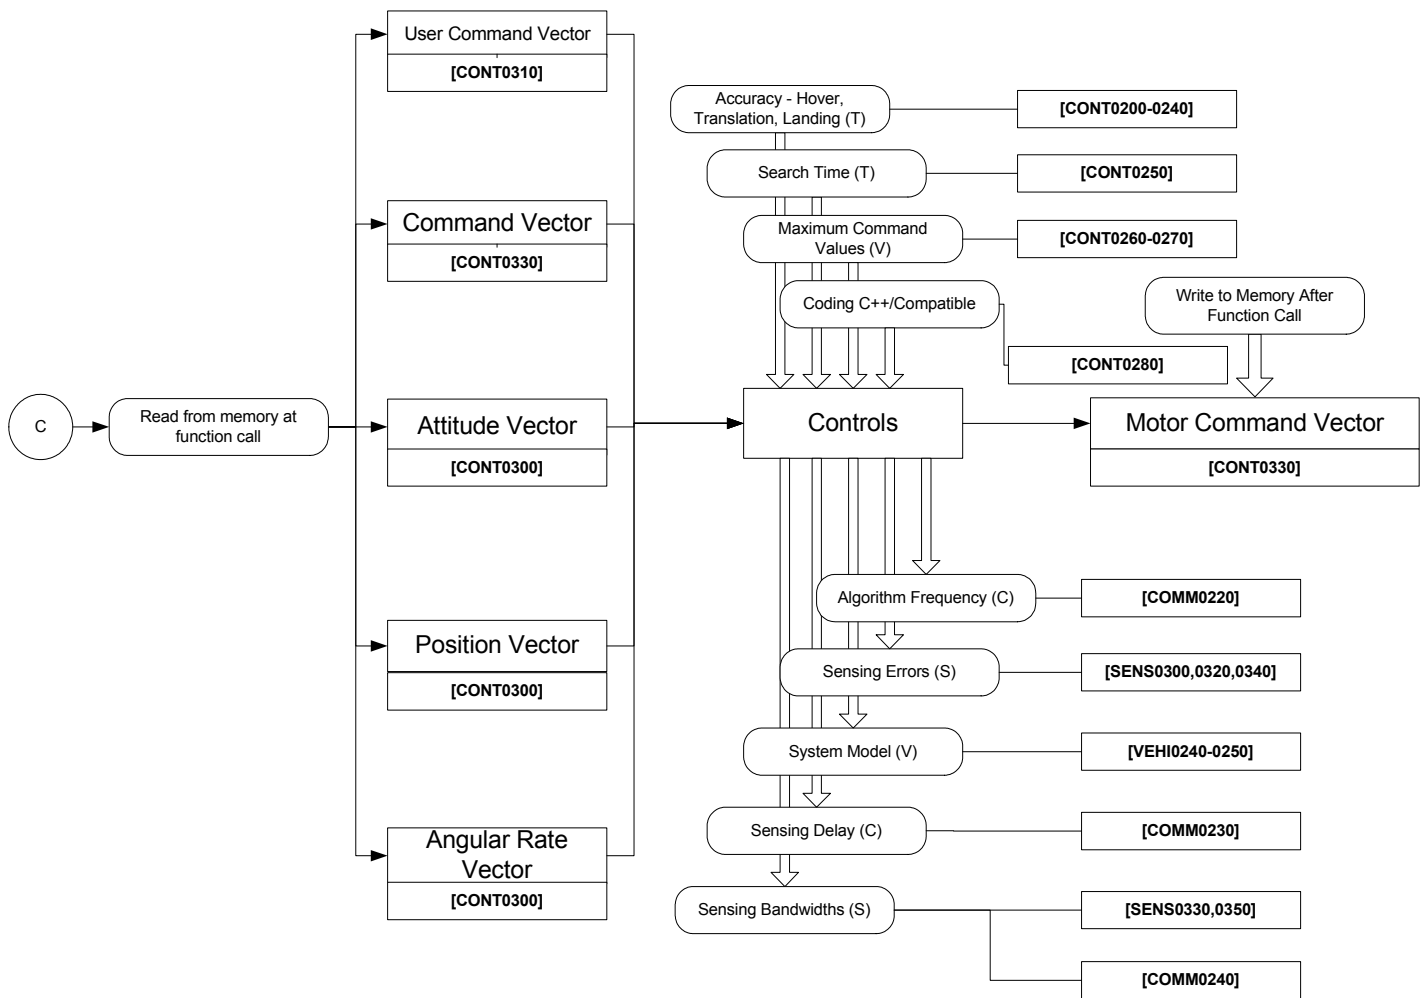 User Command Vector
[CONT0310]
Accuracy - Hover,
Translation, Landing (T)
[CONT0200-0240]
Search Time (T)
[CONT0250]
Command Vector
[CONT0330]
Maximum Command
Values (V)
[CONT0260-0270]
Coding C++/Compatible
[CONT0280]
Write to Memory After
Function Call
C
Read from memory at
function call
Attitude Vector
[CONT0300]
Controls
Motor Command Vector
[CONT0330]
Algorithm Frequency (C)
[COMM0220]
Position Vector
[CONT0300]
Sensing Errors (S)
[SENS0300,0320,0340]
System Model (V)
[VEHI0240-0250]
Angular Rate
Vector
[CONT0300]
Sensing Delay (C)
[COMM0230]
Sensing Bandwidths (S)
[SENS0330,0350]
[COMM0240]